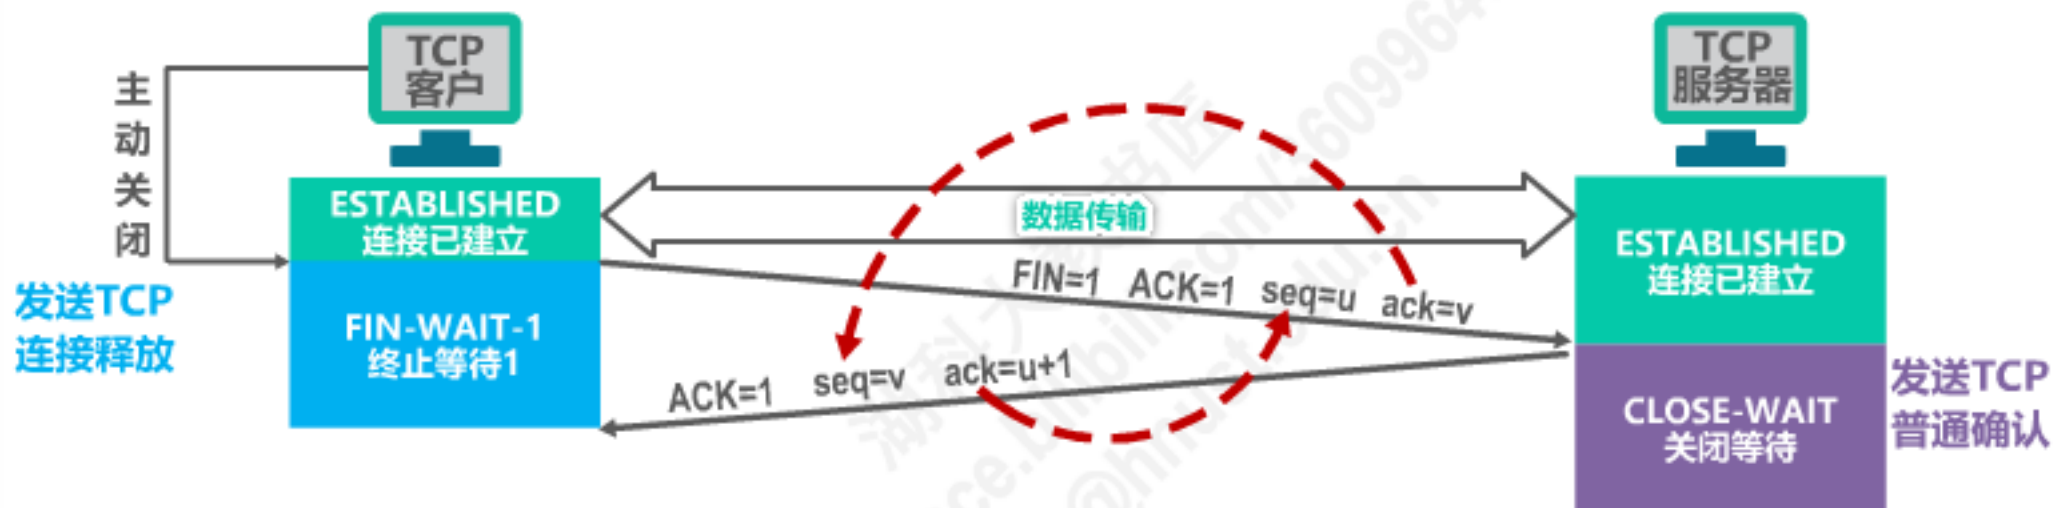 TCP
客户
TCP
服务器
主
动
关
闭
ESTABLISHED
连接已建立
数据传输
ESTABLISHED
连接已建立
FIN=1 ACK=1 seq=u ack=v
发送TCP
连接释放
FIN-WAIT-1
终止等待1
ACK=1 seq=v ack=u+1
CLOSE-WAIT
关闭等待
发送TCP
普通确认